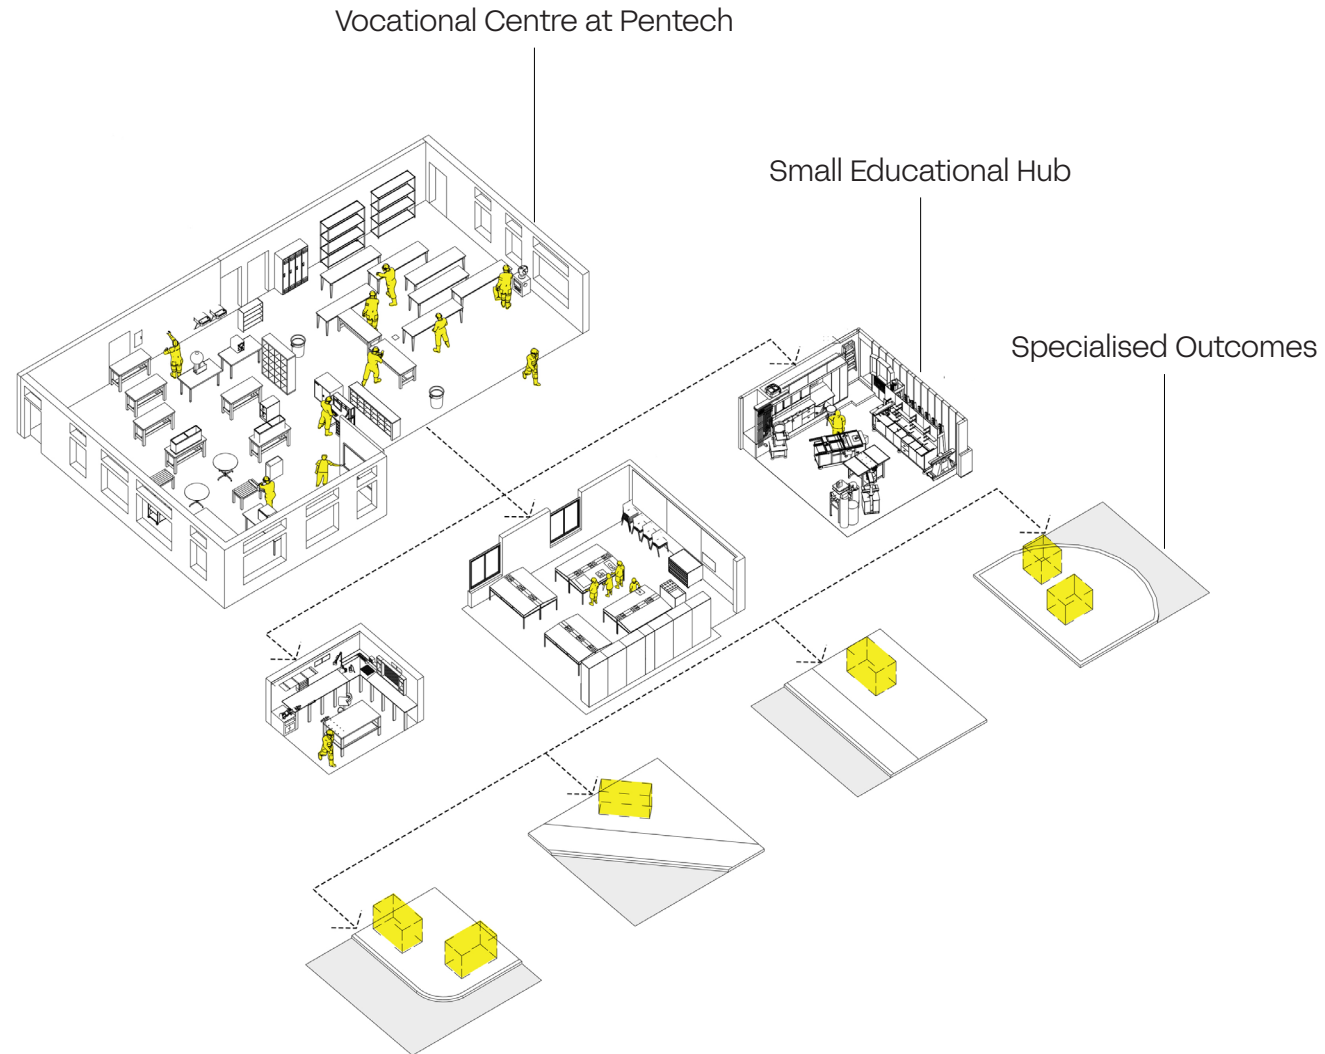 Vocational Centre at Pentech
Small Educational Hub
Specialised Outcomes